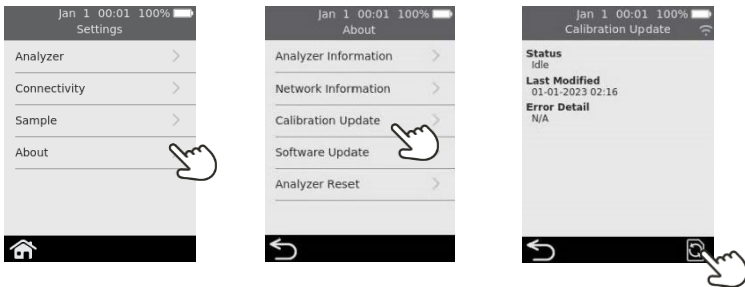 Jan 1 00:01 100%
Settings
Analyzer
Connectivity
Sample
About
Jan 1 00:01 100%
About
Analyzer Information
Network Information
Calibration Update
Software Update
Analyzer Reset
Jan 1 00:01 100%
Calibration Update
Status
Idle
Last Modified
01-01-2023 02:16
Error Detail
N/A